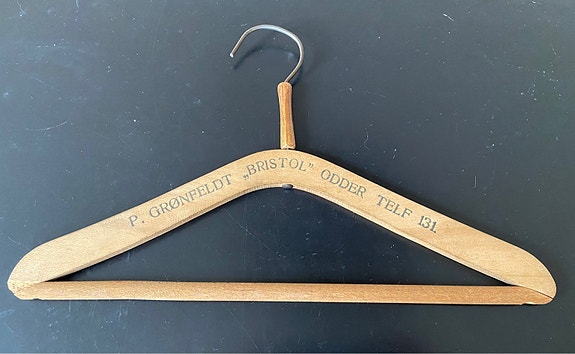 P. GRØNFELDT „BRISTOL” ODDER TELF 131.